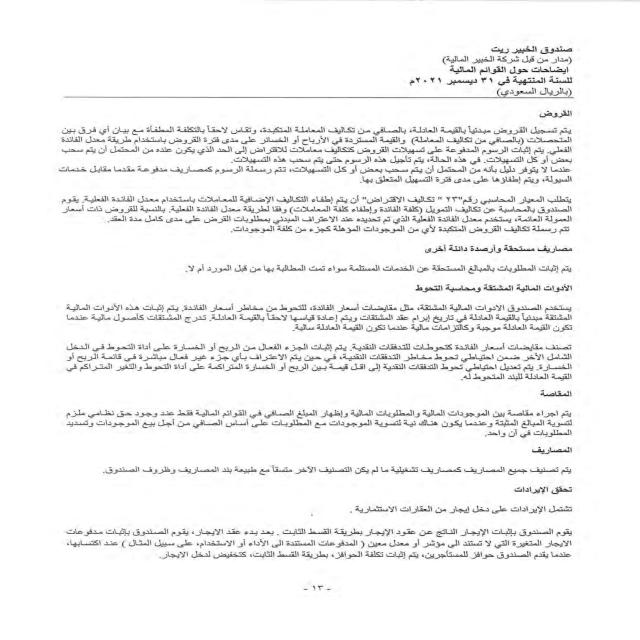 صندوق الخبير ريت
(مدار من قبل شركة الخبير المالية)
إيضاحات حول القوائم المالية
للسنة المنتهية في ٣١ ديسمبر ٢٠٢١م
(بالريال السعودي)
القروض
يتم تسجيل القروض مبدئياً بالقيمة العادلة، بالصافي من تكاليف المعاملة المتكبدة، وتقاس لاحقاً بالتكلفة المطفأة مع بيان أي فرق بين
المتحصلات (بالصافي من تكاليف المعاملة) والقيمة المستردة في الأرباح أو الخسائر على مدى فترة القروض باستخدام طريقة معدل الفائدة
الفعلي. يتم إثبات الرسوم المدفوعة على تسهيلات القروض كتكاليف معاملات للاقتراض إلى الحد الذي يكون عنده من المحتمل أن يتم سحب
بعض أو كل التسهيلات. في هذه الحالة، يتم تأجيل هذه الرسوم حتى يتم سحب هذه التسهيلات.
عندما لا يتوفر دليل بأنه من المحتمل أن يتم سحب بعض أو كل التسهيلات، تتم رسملة الرسوم كمصاريف مدفوعة مقدما مقابل خدمات
السيولة، ويتم إطفاؤها على مدى فترة التسهيل المتعلق بها.
يتطلب المعيار المحاسبي رقم"٢٣" " تكاليف الاقتراض" أن يتم إطفاء التكاليف الإضافية للمعاملات باستخدام معدل الفائدة الفعلية. يقوم
الصندوق بالمحاسبة عن تكاليف التمويل (كلفة الفائدة وإطفاء كلفة المعاملات) وفقا لطريقة معدل الفائدة الفعلي. بالنسبة للقروض ذات أسعار
العمولة العائمة، يستخدم معدل الفائدة الفعلي الذي تم تحديده عند الاعتراف المبدئي بمطلوبات القرض على مدى كامل مدة العقد.
تتم رسملة تكاليف القروض المتكبدة لأي من الموجودات المؤهلة كجزء من كلفة الموجودات.
مصاريف مستحقة وأرصدة دائنة أخرى
يتم إثبات المطلوبات بالمبالغ المستحقة عن الخدمات المستلمة سواء تمت المطالبة بها من قبل المورد أم لا.
الأدوات المالية المشتقة ومحاسبة التحوط
يستخدم الصندوق الادوات المالية المشتقة، مثل مقايضات أسعار الفائدة، للتحوط من مخاطر أسعار الفائدة. يتم إثبات هذه الأدوات المالية
المشتقة مبدئياً بالقيمة العادلة في تاريخ إبرام عقد المشتقات ويتم إعادة قياسها لاحقاً بالقيمة العادلة. تدرج المشتقات كأصول مالية عندما
تكون القيمة العادلة موجبة وكالتزامات مالية عندما تكون القيمة العادلة سالبة.
تصنف مقايضات أسعار الفائدة كتحوطات للتدفقات النقدية. يتم إثبات الجزء الفعال من الربح أو الخسارة على أداة التحوط في الدخل
الشامل الآخر ضمن احتياطي تحوط مخاطر التدفقات النقدية، في حين يتم الاعتراف بأي جزء غير فعال مباشرة في قائمة الربح أو
الخسارة. يتم تعديل احتياطي تحوط التدفقات النقدية إلى اقل قيمة بين الربح أو الخسارة المتراكمة على أداة التحوط والتغير المتراكم في
القيمة العادلة للبند المتحوط له.
المقاصة
يتم اجراء مقاصة بين الموجودات المالية والمطلوبات المالية وإظهار المبلغ الصافي في القوائم المالية فقط عند وجود حق نظامي ملزم
لتسوية المبالغ المثبتة وعندما يكون هناك نية لتسوية الموجودات مع المطلوبات على أساس الصافي من أجل بيع الموجودات وتسديد
المطلوبات في آن واحد.
المصاريف
يتم تصنيف جميع المصاريف كمصاريف تشغيلية ما لم يكن التصنيف الآخر متسقاً مع طبيعة بند المصاريف وظروف الصندوق.
تحقق الإيرادات
تشتمل الإيرادات على دخل إيجار من العقارات الاستثمارية .
يقوم الصندوق بإثبات الإيجار الناتج عن عقود الإيجار بطريقة القسط الثابت . بعد بدء عقد الايجار، يقوم الصندوق بإثبات مدفوعات
الايجار المتغيرة التي لا تستند الى مؤشر أو معدل معين ( المدفوعات المستندة الى الأداء أو الاستخدام، على سبيل المثال ) عند اكتسابها،
عندما يقدم الصندوق حوافز للمستأجرين، يتم إثبات تكلفة الحوافز، بطريقة القسط الثابت، كتخفيض لدخل الايجار.
- ١٣ -